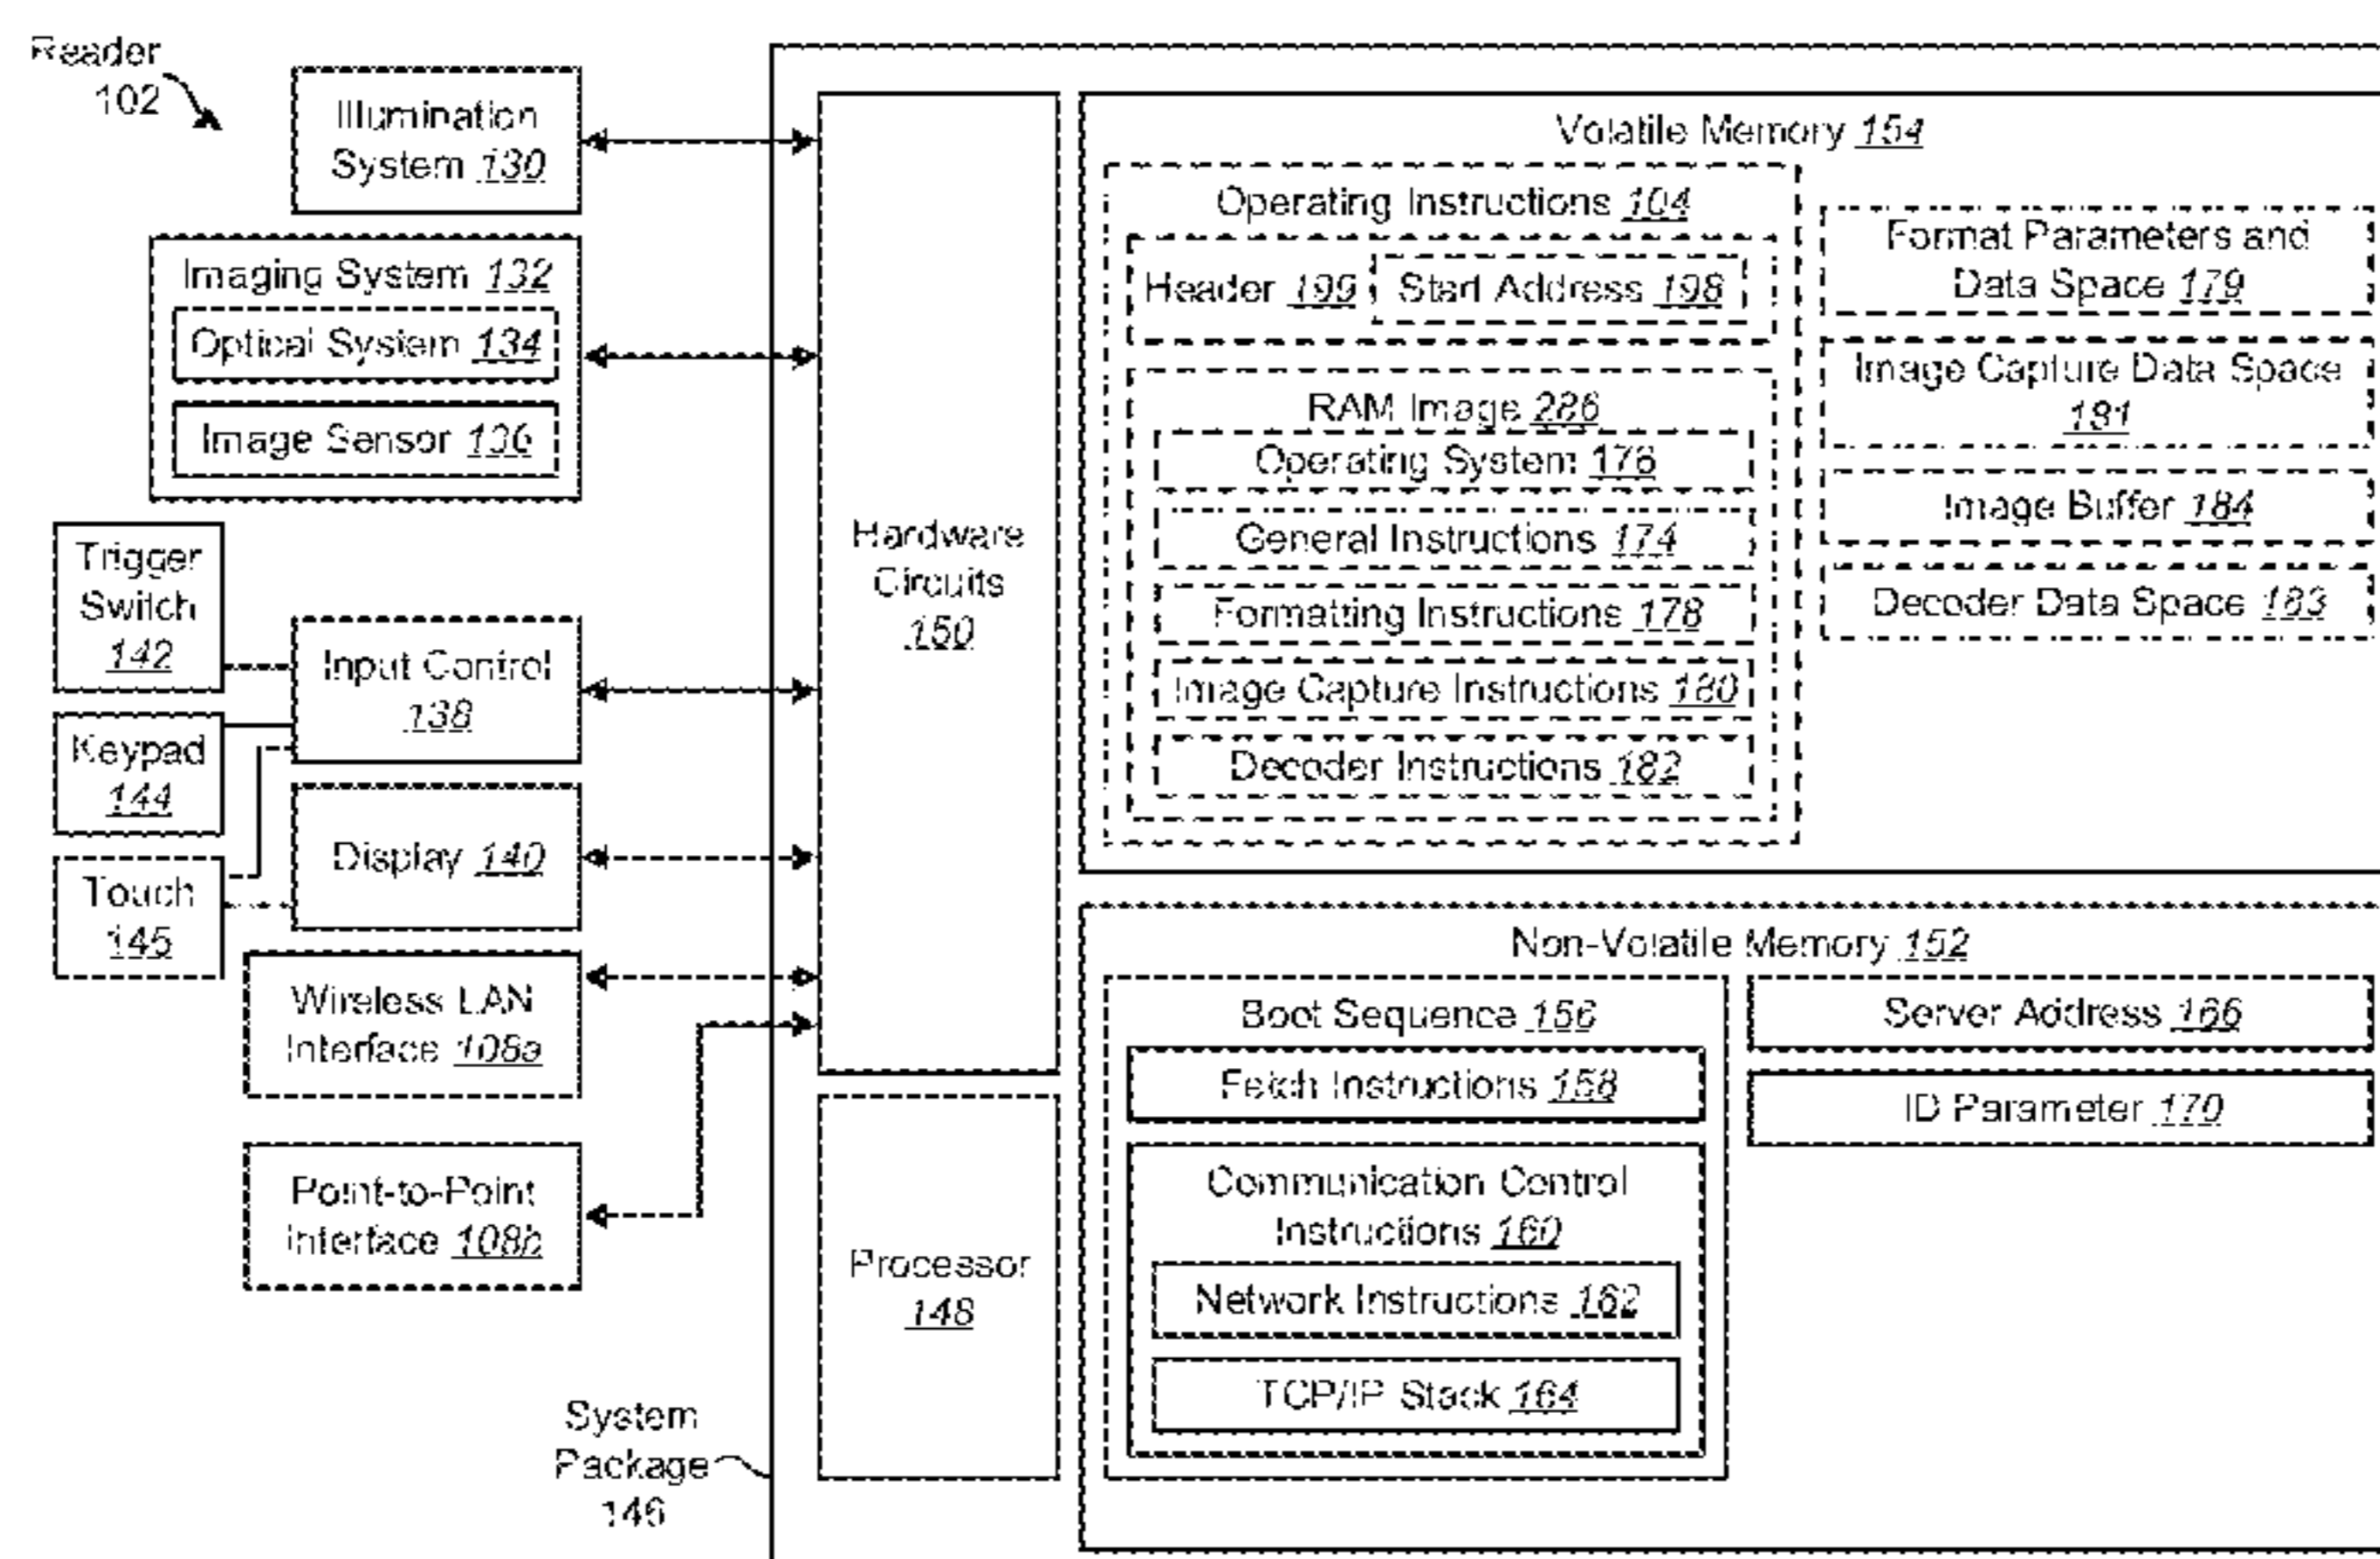 Reader
102
Illumination
System 130
Imaging System 132
Optical System 134
Image Sensor 136
Trigger
Switch
142
Input Control
138
Keypad
144
Display 140
Touch
145
Wireless LAN
Interface 108a
Point-to-Point
Interface 108b
System
Package
146
Hardware
Circuits
150
Processor
148
Volatile Memory 154
Operating Instructions 104
Header 199
Start Address 198
RAM Image 286
Operating System 176
General Instructions 174
Formatting Instructions 178
Image Capture Instructions 180
Decoder Instructions 182
Format Parameters and
Data Space 179
Image Capture Data Space
181
Image Buffer 184
Decoder Data Space 183
Non-Volatile Memory 152
Boot Sequence 156
Fetch Instructions 158
Communication Control
Instructions 160
Network Instructions 162
TCP/IP Stack 164
Server Address 166
ID Parameter 170